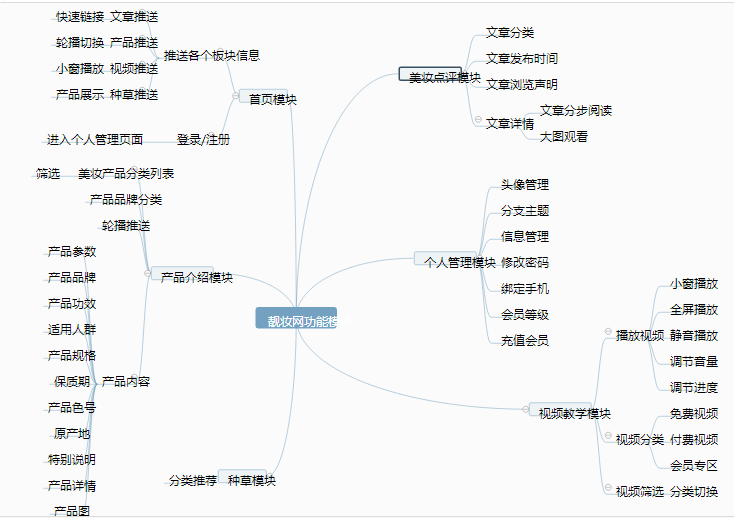 靓妆网功能模
首页模块
推送各个板块信息
文章推送
快速链接
产品推送
轮播切换
视频推送
小窗播放
种草推送
产品展示
登录/注册
进入个人管理页面
产品介绍模块
美妆产品分类列表
筛选
产品品牌分类
轮播推送
产品内容
产品参数
产品品牌
产品功效
适用人群
产品规格
保质期
产品色号
原产地
特别说明
产品详情
产品图
种草模块
分类推荐
美妆点评模块
文章分类
文章发布时间
文章浏览声明
文章详情
文章分步阅读
大图观看
个人管理模块
头像管理
分支主题
信息管理
修改密码
绑定手机
会员等级
充值会员
视频教学模块
播放视频
小窗播放
全屏播放
静音播放
调节音量
调节进度
视频分类
免费视频
付费视频
会员专区
视频筛选
分类切换